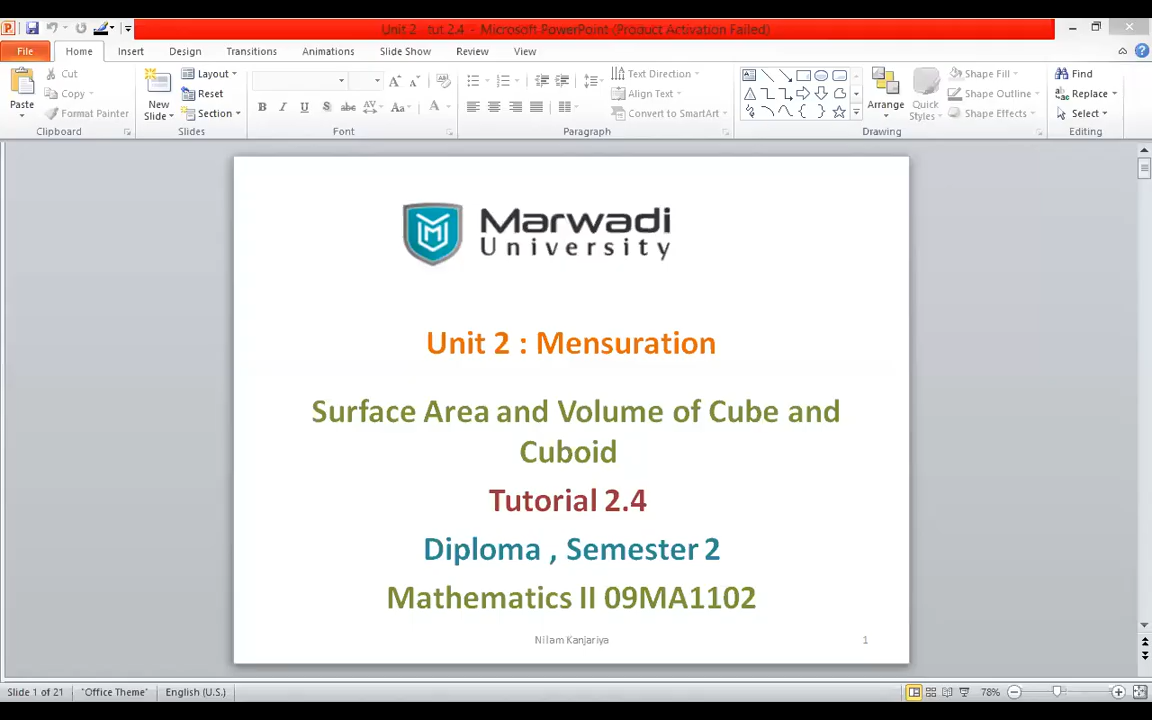 Unit 2 tut 2.4 - Microsoft PowerPoint (Product Activation Failed)
File Home Insert Design Transitions Animations Slide Show Review View
Cut
Copy
Format Painter
Paste
Clipboard
New
Slide
Layout
Reset
Section
Slides
B I U S abc AV Aa A
Font
Text Direction
Align Text
Convert to SmartArt
Paragraph
Arrange
Quick
Styles
Shape Fill
Shape Outline
Shape Effects
Drawing
Find
Replace
Select
Editing
Marwadi
University
Unit 2 : Mensuration
Surface Area and Volume of Cube and
Cuboid
Tutorial 2.4
Diploma , Semester 2
Mathematics II 09MA1102
Nilam Kanjariya
1
Slide 1 of 21
"Office Theme"
English (U.S.)
78%